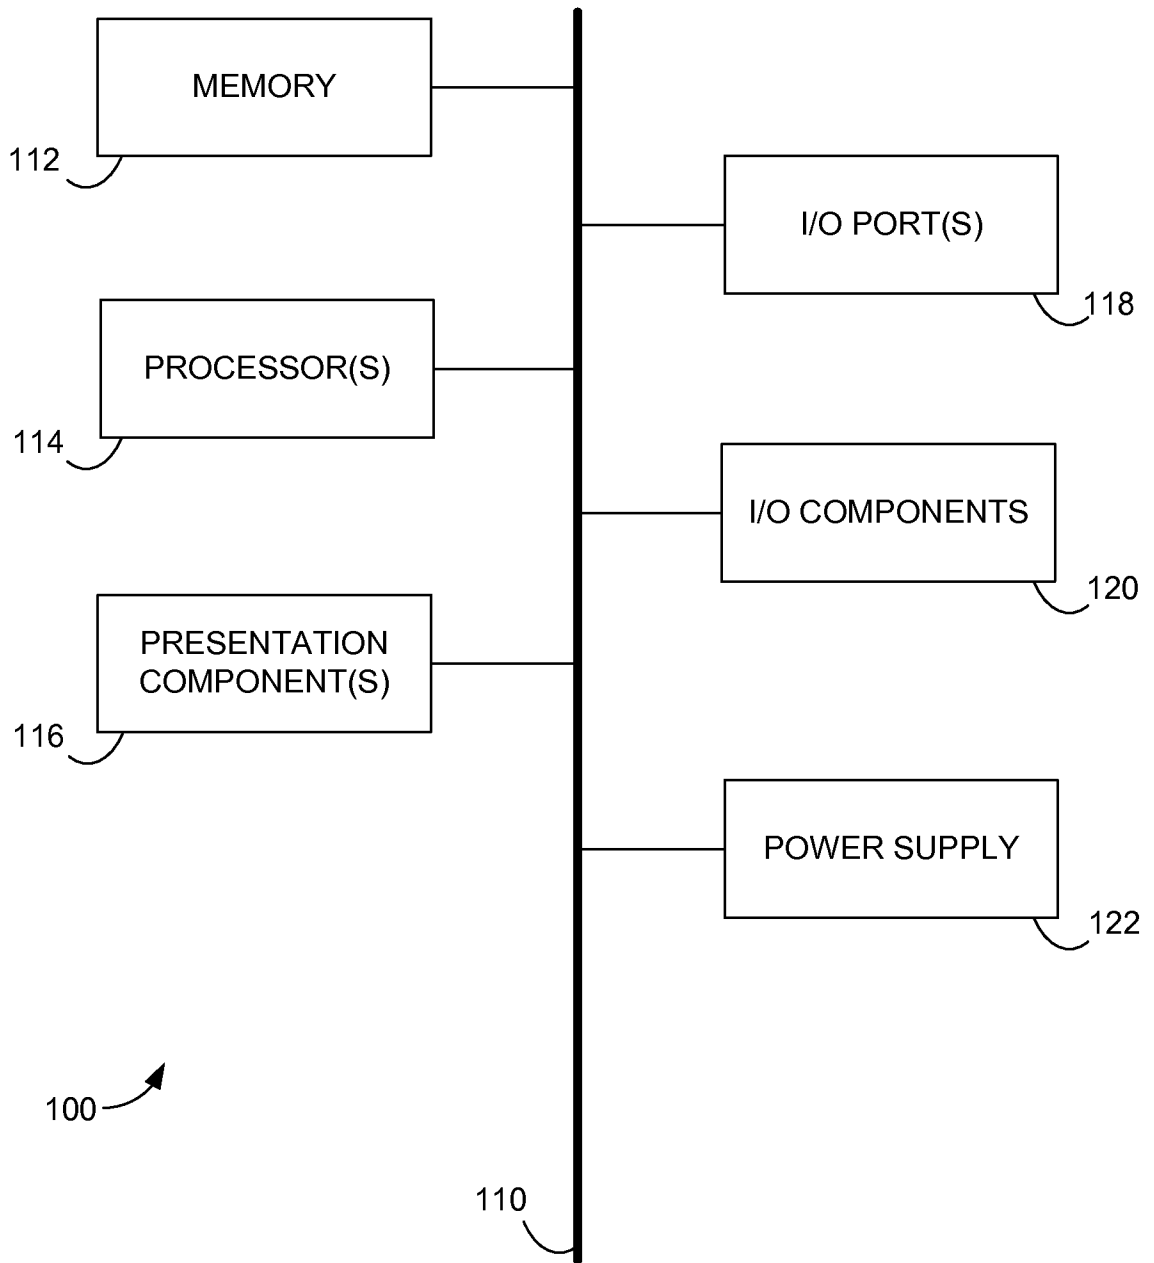 MEMORY
112
I/O PORT(S)
118
PROCESSOR(S)
114
I/O COMPONENTS
120
PRESENTATION
COMPONENT(S)
116
POWER SUPPLY
122
100
110